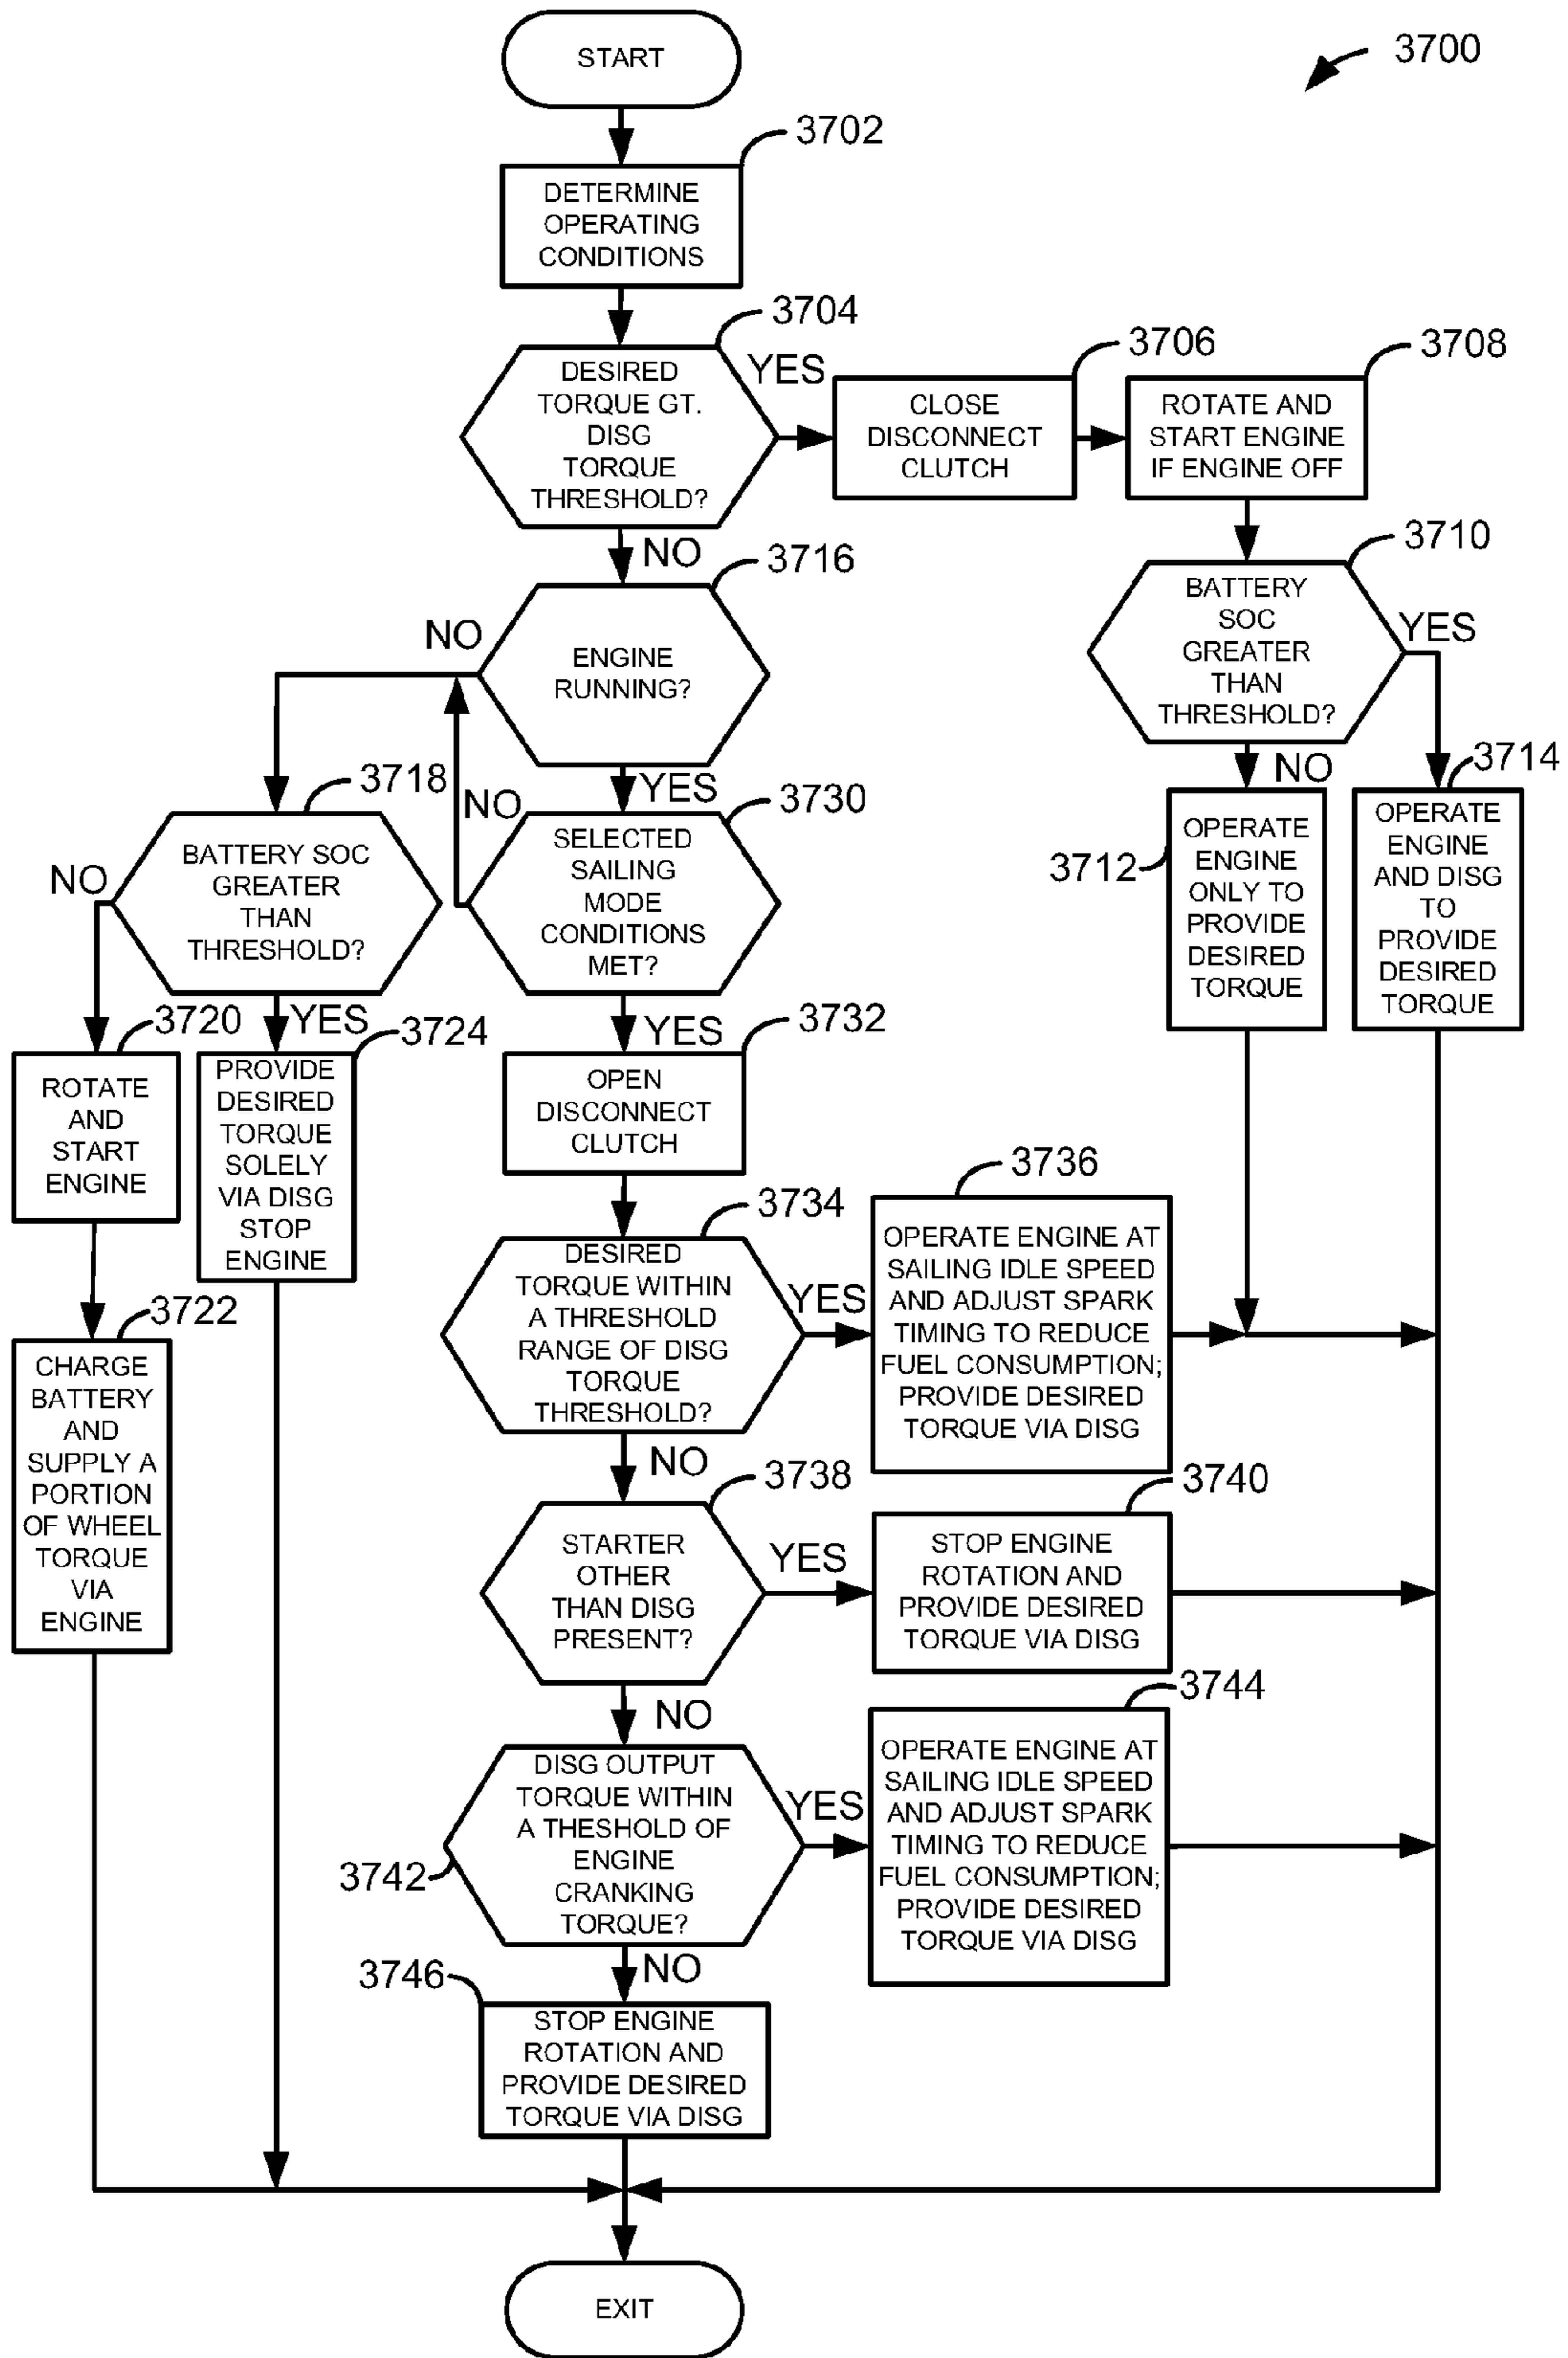 START
3700
3702
DETERMINE
OPERATING
CONDITIONS
3704
DESIRED
TORQUE GT.
DISG
TORQUE
THRESHOLD?
YES
3706
CLOSE
DISCONNECT
CLUTCH
3708
ROTATE AND
START ENGINE
IF ENGINE OFF
NO
3716
ENGINE
RUNNING?
NO
3710
BATTERY
SOC
GREATER
THAN
THRESHOLD?
YES
NO
3714
OPERATE
ENGINE
AND DISG
TO
PROVIDE
DESIRED
TORQUE
3712
OPERATE
ENGINE
ONLY TO
PROVIDE
DESIRED
TORQUE
3718
BATTERY SOC
GREATER
THAN
THRESHOLD?
NO
YES
NO
YES
3730
SELECTED
SAILING
MODE
CONDITIONS
MET?
YES
3720
ROTATE
AND
START
ENGINE
3724
PROVIDE
DESIRED
TORQUE
SOLELY
VIA DISG
STOP
ENGINE
3732
OPEN
DISCONNECT
CLUTCH
3722
CHARGE
BATTERY
AND
SUPPLY A
PORTION
OF WHEEL
TORQUE
VIA
ENGINE
3734
DESIRED
TORQUE WITHIN
A THRESHOLD
RANGE OF DISG
TORQUE
THRESHOLD?
YES
3736
OPERATE ENGINE AT
SAILING IDLE SPEED
AND ADJUST SPARK
TIMING TO REDUCE
FUEL CONSUMPTION;
PROVIDE DESIRED
TORQUE VIA DISG
NO
3738
STARTER
OTHER
THAN DISG
PRESENT?
YES
3740
STOP ENGINE
ROTATION AND
PROVIDE DESIRED
TORQUE VIA DISG
NO
3742
DISG OUTPUT
TORQUE WITHIN
A THESHOLD OF
ENGINE
CRANKING
TORQUE?
YES
3744
OPERATE ENGINE AT
SAILING IDLE SPEED
AND ADJUST SPARK
TIMING TO REDUCE
FUEL CONSUMPTION;
PROVIDE DESIRED
TORQUE VIA DISG
NO
3746
STOP ENGINE
ROTATION AND
PROVIDE DESIRED
TORQUE VIA DISG
EXIT